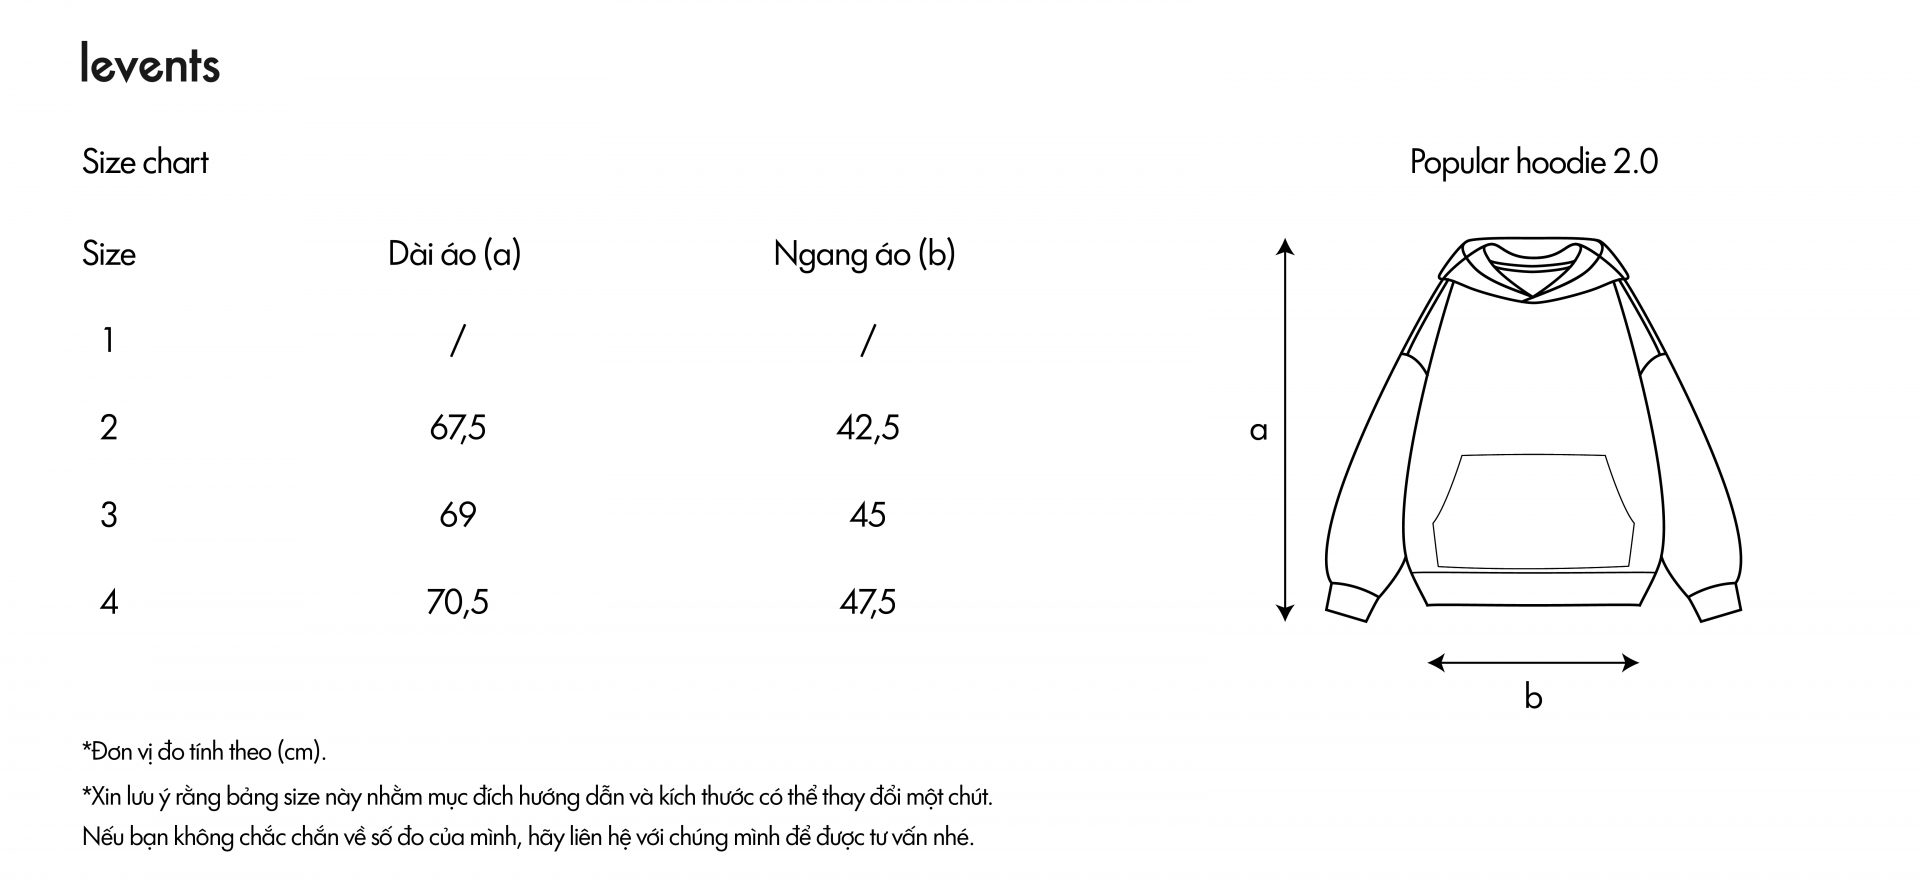 levents
Size chart
Popular hoodie 2.0
Size Dài áo (a) Ngang áo (b)
1 / /
2 67,5 42,5
3 69 45
4 70,5 47,5
a
b
*Đơn vị đo tính theo (cm).
*Xin lưu ý rằng bảng size này nhằm mục đích hướng dẫn và kích thước có thể thay đổi một chút.
Nếu bạn không chắc chắn về số đo của mình, hãy liên hệ với chúng mình để được tư vấn nhé.